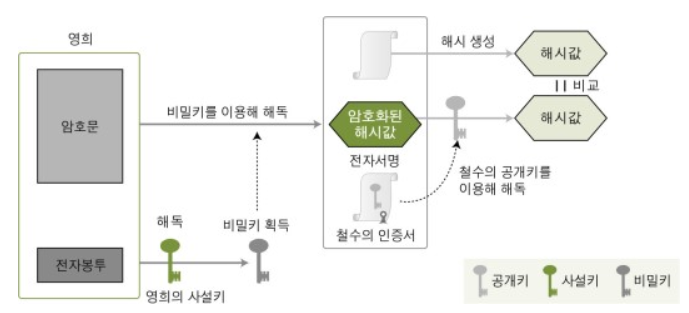 영희
암호문
비밀키를 이용해 해독
해시 생성
해시값
비교
암호화된
해시값
해시값
전자서명
철수의 공개키를
이용해 해독
철수의 인증서
해독
비밀키 획득
전자봉투
영희의 사설키
공개키
사설키
비밀키